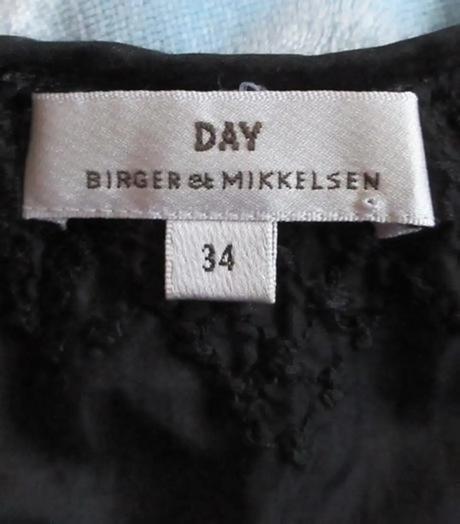 DAY
BIRGER et MIKKELSEN
34